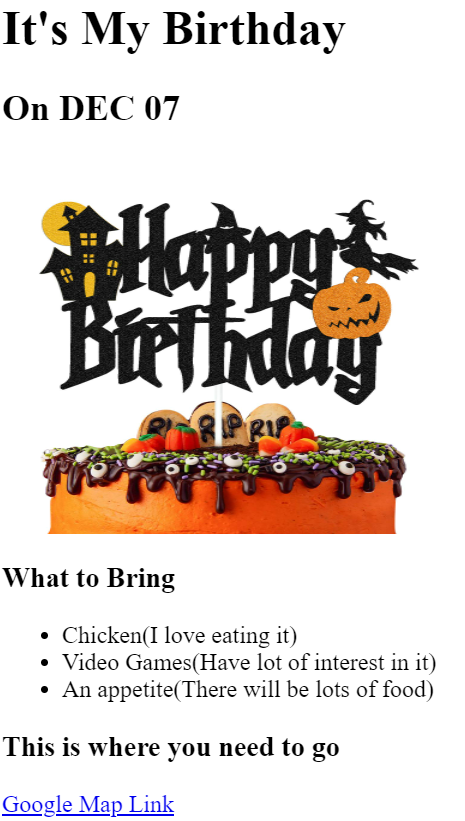 It's My Birthday
On DEC 07
Happy
Birthday
RIP RIP RIP
What to Bring
Chicken(I love eating it)
Video Games(Have lot of interest in it)
An appetite(There will be lots of food)
This is where you need to go
Google Map Link